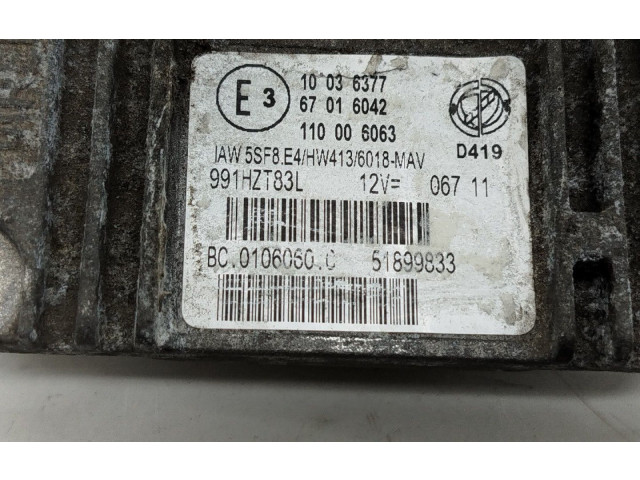 E 3
10 03 6377
67 01 6042
110 00 6063
D419
IAW 5SF8.E4/HW413/6018-MAV
991HZT83L 12V= 067 11
BC.0106060.C 51899833